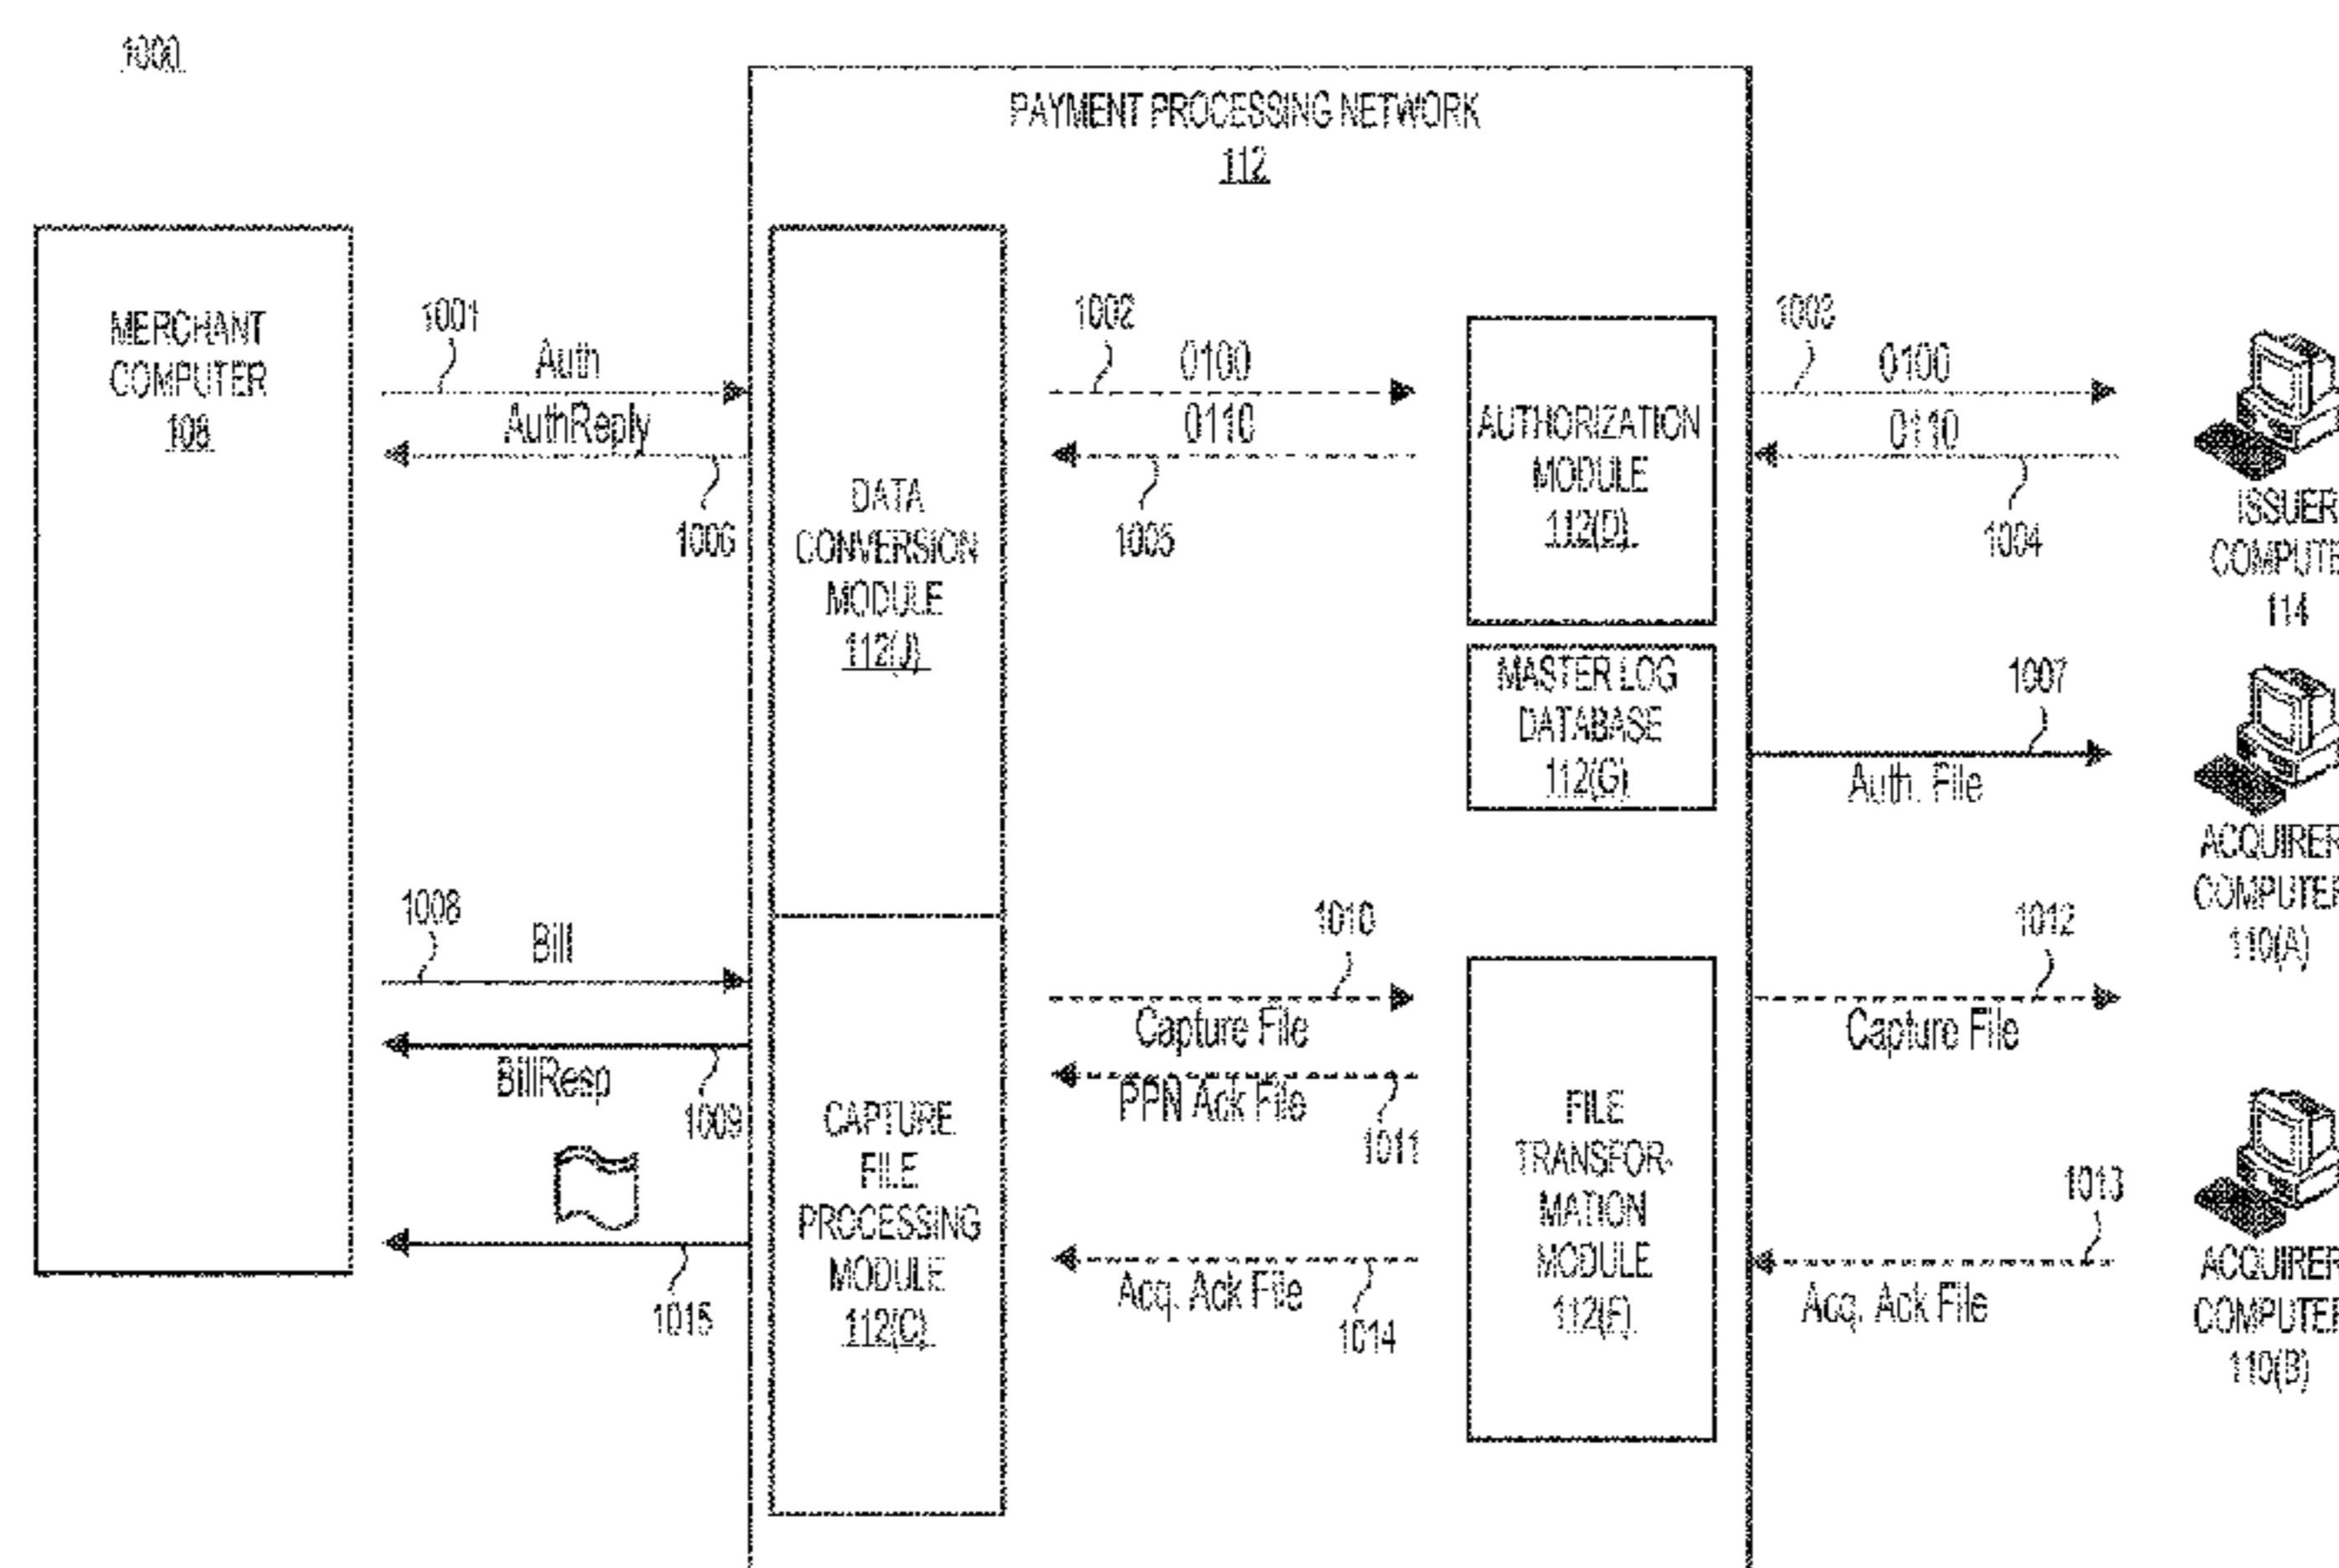 1000
PAYMENT PROCESSING NETWORK
112
MERCHANT
COMPUTER
108
1001
Auth
AuthReply
1006
DATA
CONVERSION
MODULE
112(J)
1002
0100
0110
1005
AUTHORIZATION
MODULE
112(D)
1003
0100
0110
1004
ISSUER
COMPUTE
114
MASTER LOG
DATABASE
112(G)
1007
Auth. File
ACQUIRER
COMPUTER
110(A)
1008
Bill
BillResp
1009
1015
CAPTURE
FILE
PROCESSING
MODULE
112(C)
1010
Capture File
PPN Ack File
1011
Acq. Ack File
1014
FILE
TRANSFOR-
MATION
MODULE
1012
Capture File
1013
Acq. Ack File
ACQUIRER
COMPUTER
110(B)